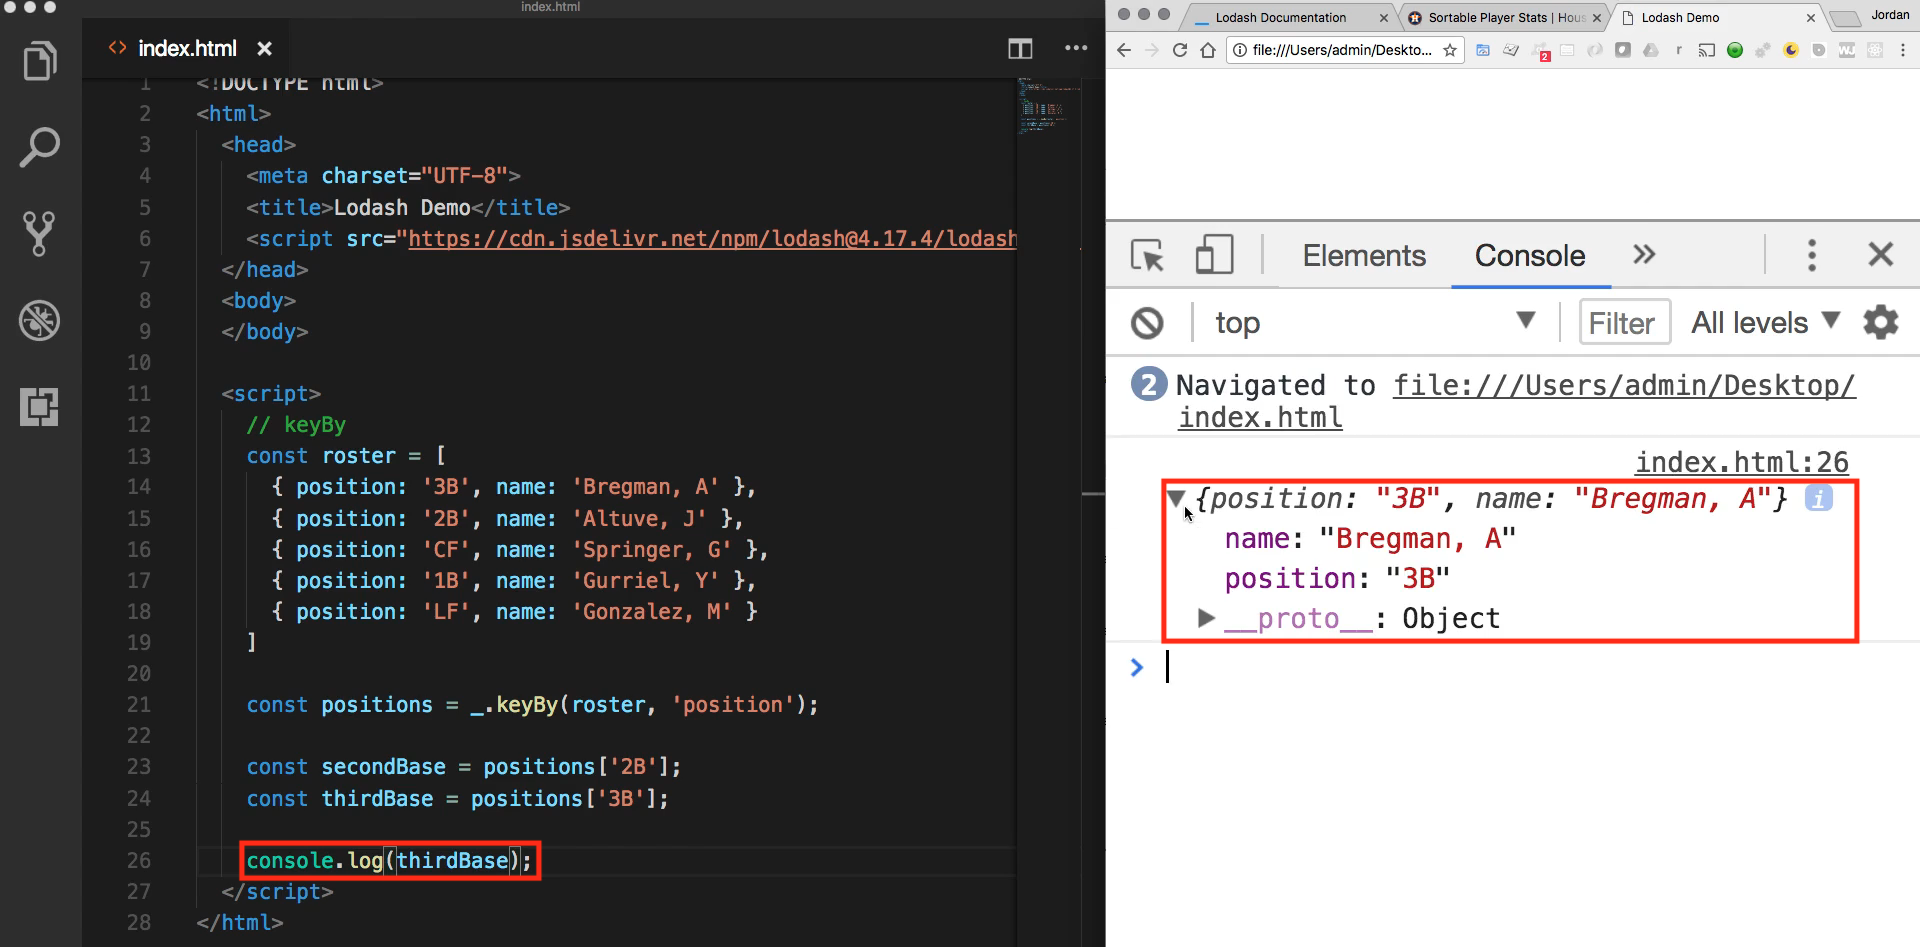 index.html
index.html
1 <!DOCTYPE html>
2 <html>
3 <head>
4 <meta charset="UTF-8">
5 <title>Lodash Demo</title>
6 <script src="https://cdn.jsdelivr.net/npm/lodash@4.17.4/lodash
7 </head>
8 <body>
9 </body>
10
11 <script>
12 // keyBy
13 const roster = [
14 { position: '3B', name: 'Bregman, A' },
15 { position: '2B', name: 'Altuve, J' },
16 { position: 'CF', name: 'Springer, G' },
17 { position: '1B', name: 'Gurriel, Y' },
18 { position: 'LF', name: 'Gonzalez, M' }
19 ]
20
21 const positions = _.keyBy(roster, 'position');
22
23 const secondBase = positions['2B'];
24 const thirdBase = positions['3B'];
25
26 console.log(thirdBase);
27 </script>
28 </html>
Lodash Documentation
Sortable Player Stats | Hous
Lodash Demo
Jordan
file:///Users/admin/Deskto...
2
r
Elements Console
top Filter All levels
2 Navigated to file:///Users/admin/Desktop/
index.html
index.html:26
{position: "3B", name: "Bregman, A"} i
name: "Bregman, A"
position: "3B"
__proto__: Object